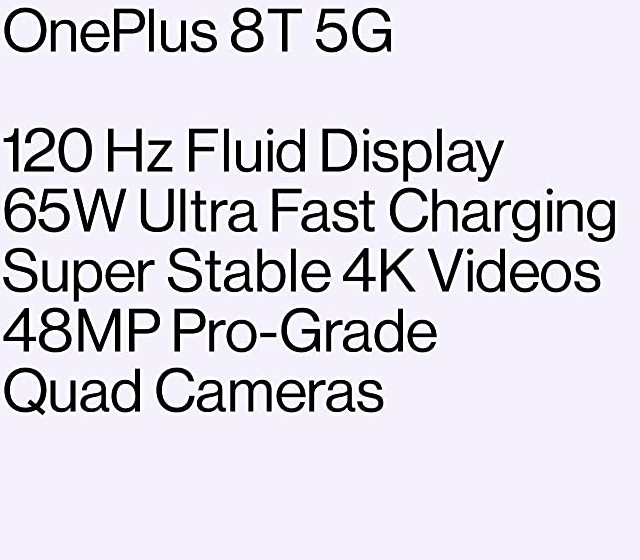 OnePlus 8T 5G
120 Hz Fluid Display
65W Ultra Fast Charging
Super Stable 4K Videos
48MP Pro-Grade
Quad Cameras